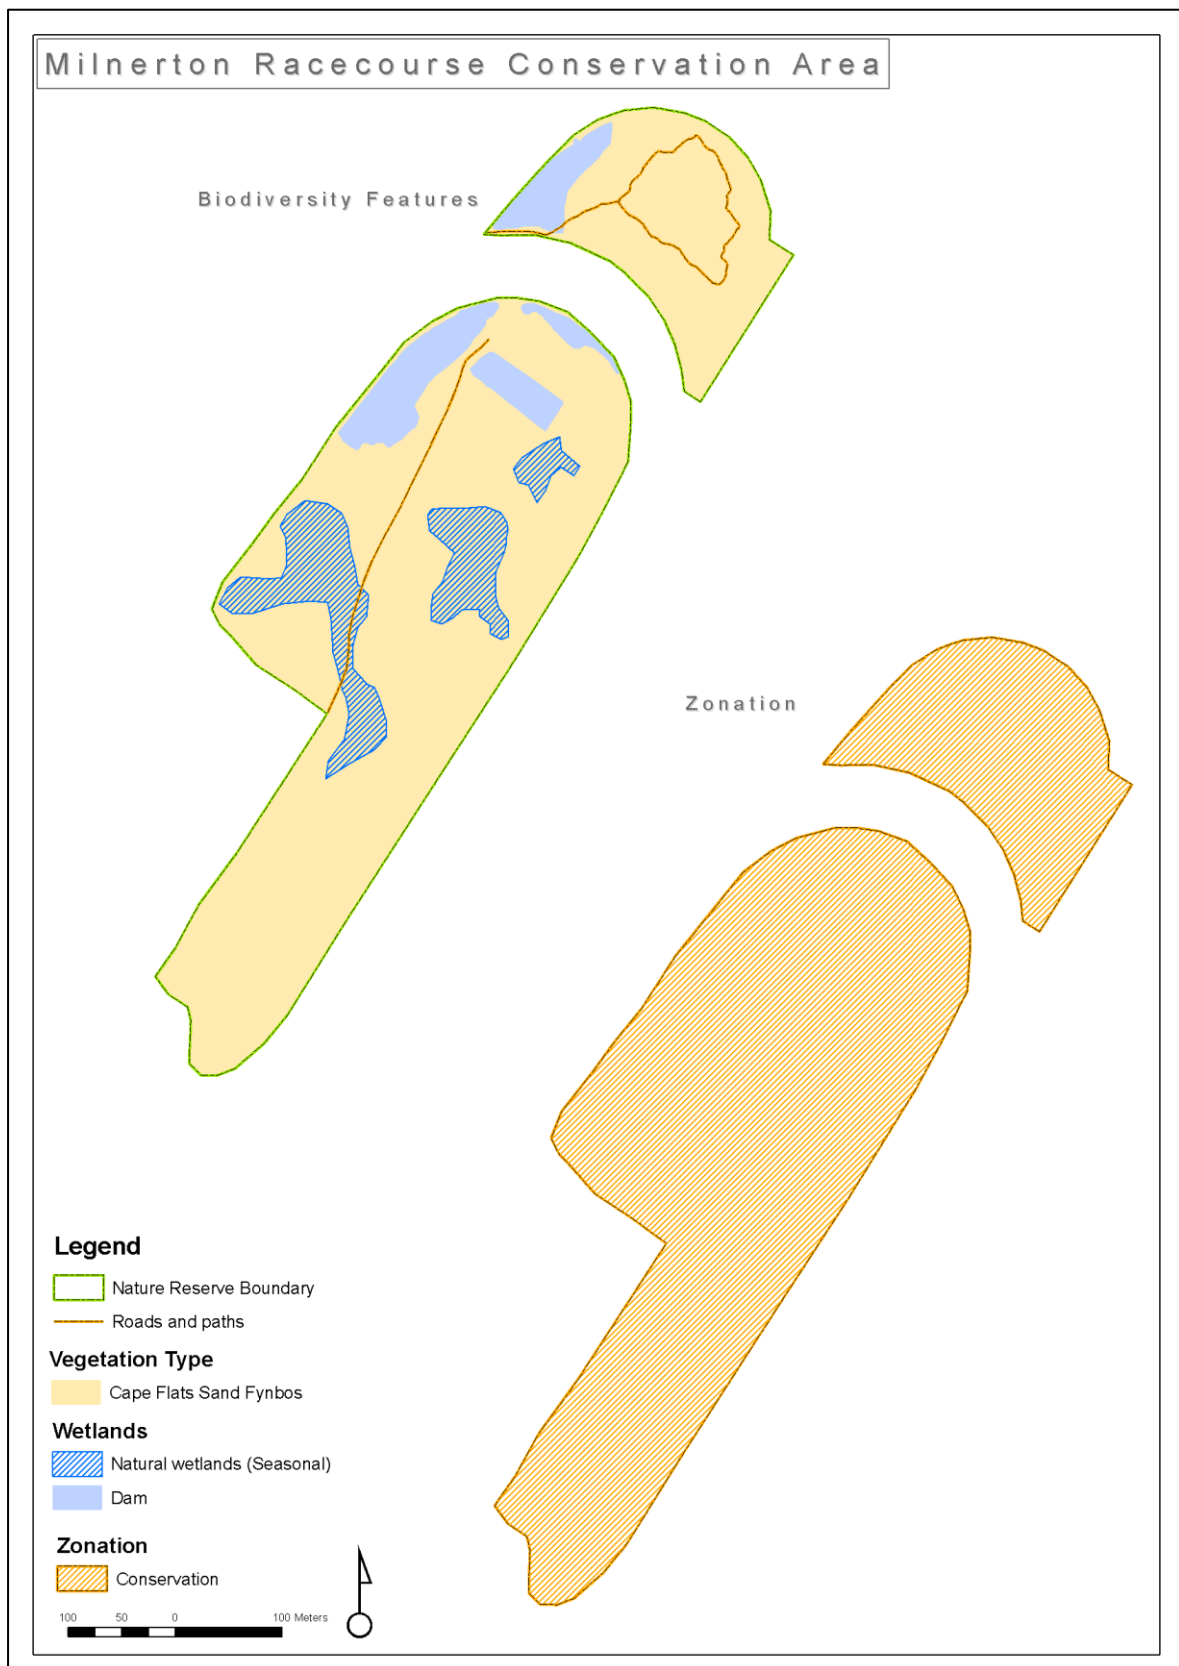 Milnerton Racecourse Conservation Area
Biodiversity Features
Zonation
Legend
Nature Reserve Boundary
Roads and paths
Vegetation Type
Cape Flats Sand Fynbos
Wetlands
Natural wetlands (Seasonal)
Dam
Zonation
Conservation
100 50 0 100 Meters